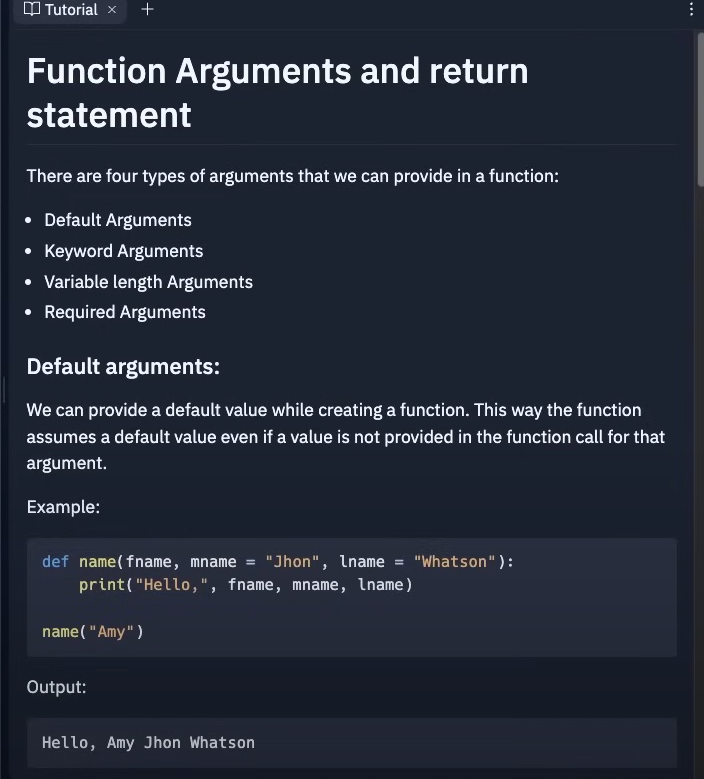 Tutorial
Function Arguments and return
statement
There are four types of arguments that we can provide in a function:
• Default Arguments
• Keyword Arguments
• Variable length Arguments
• Required Arguments
Default arguments:
We can provide a default value while creating a function. This way the function
assumes a default value even if a value is not provided in the function call for that
argument.
Example:
def name(fname, mname = "Jhon", lname = "Whatson"):
    print("Hello,", fname, mname, lname)
name("Amy")
Output:
Hello, Amy Jhon Whatson